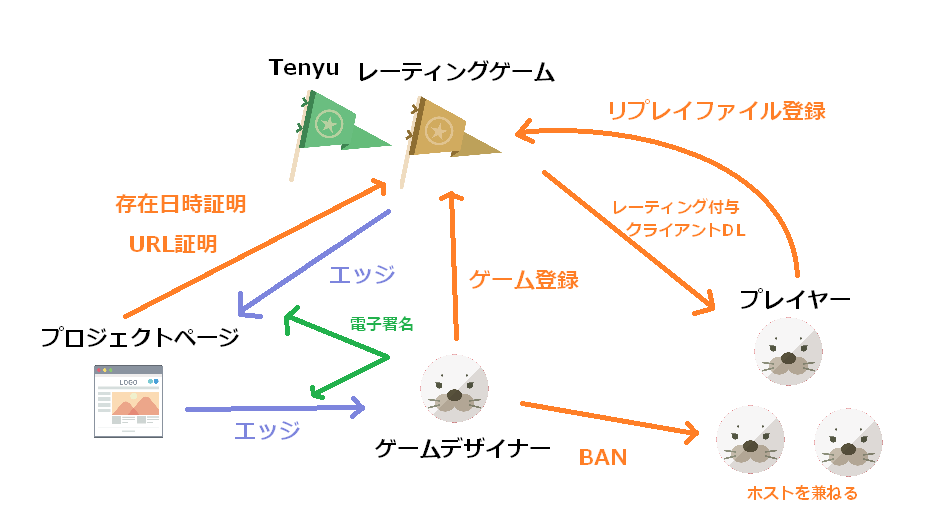 Tenyu レーティングゲーム
リプレイファイル登録
存在日時証明
URL証明
レーティング付与
クライアントDL
エッジ
ゲーム登録
プレイヤー
電子署名
プロジェクトページ
LOGO
エッジ
ゲームデザイナー
BAN
ホストを兼ねる